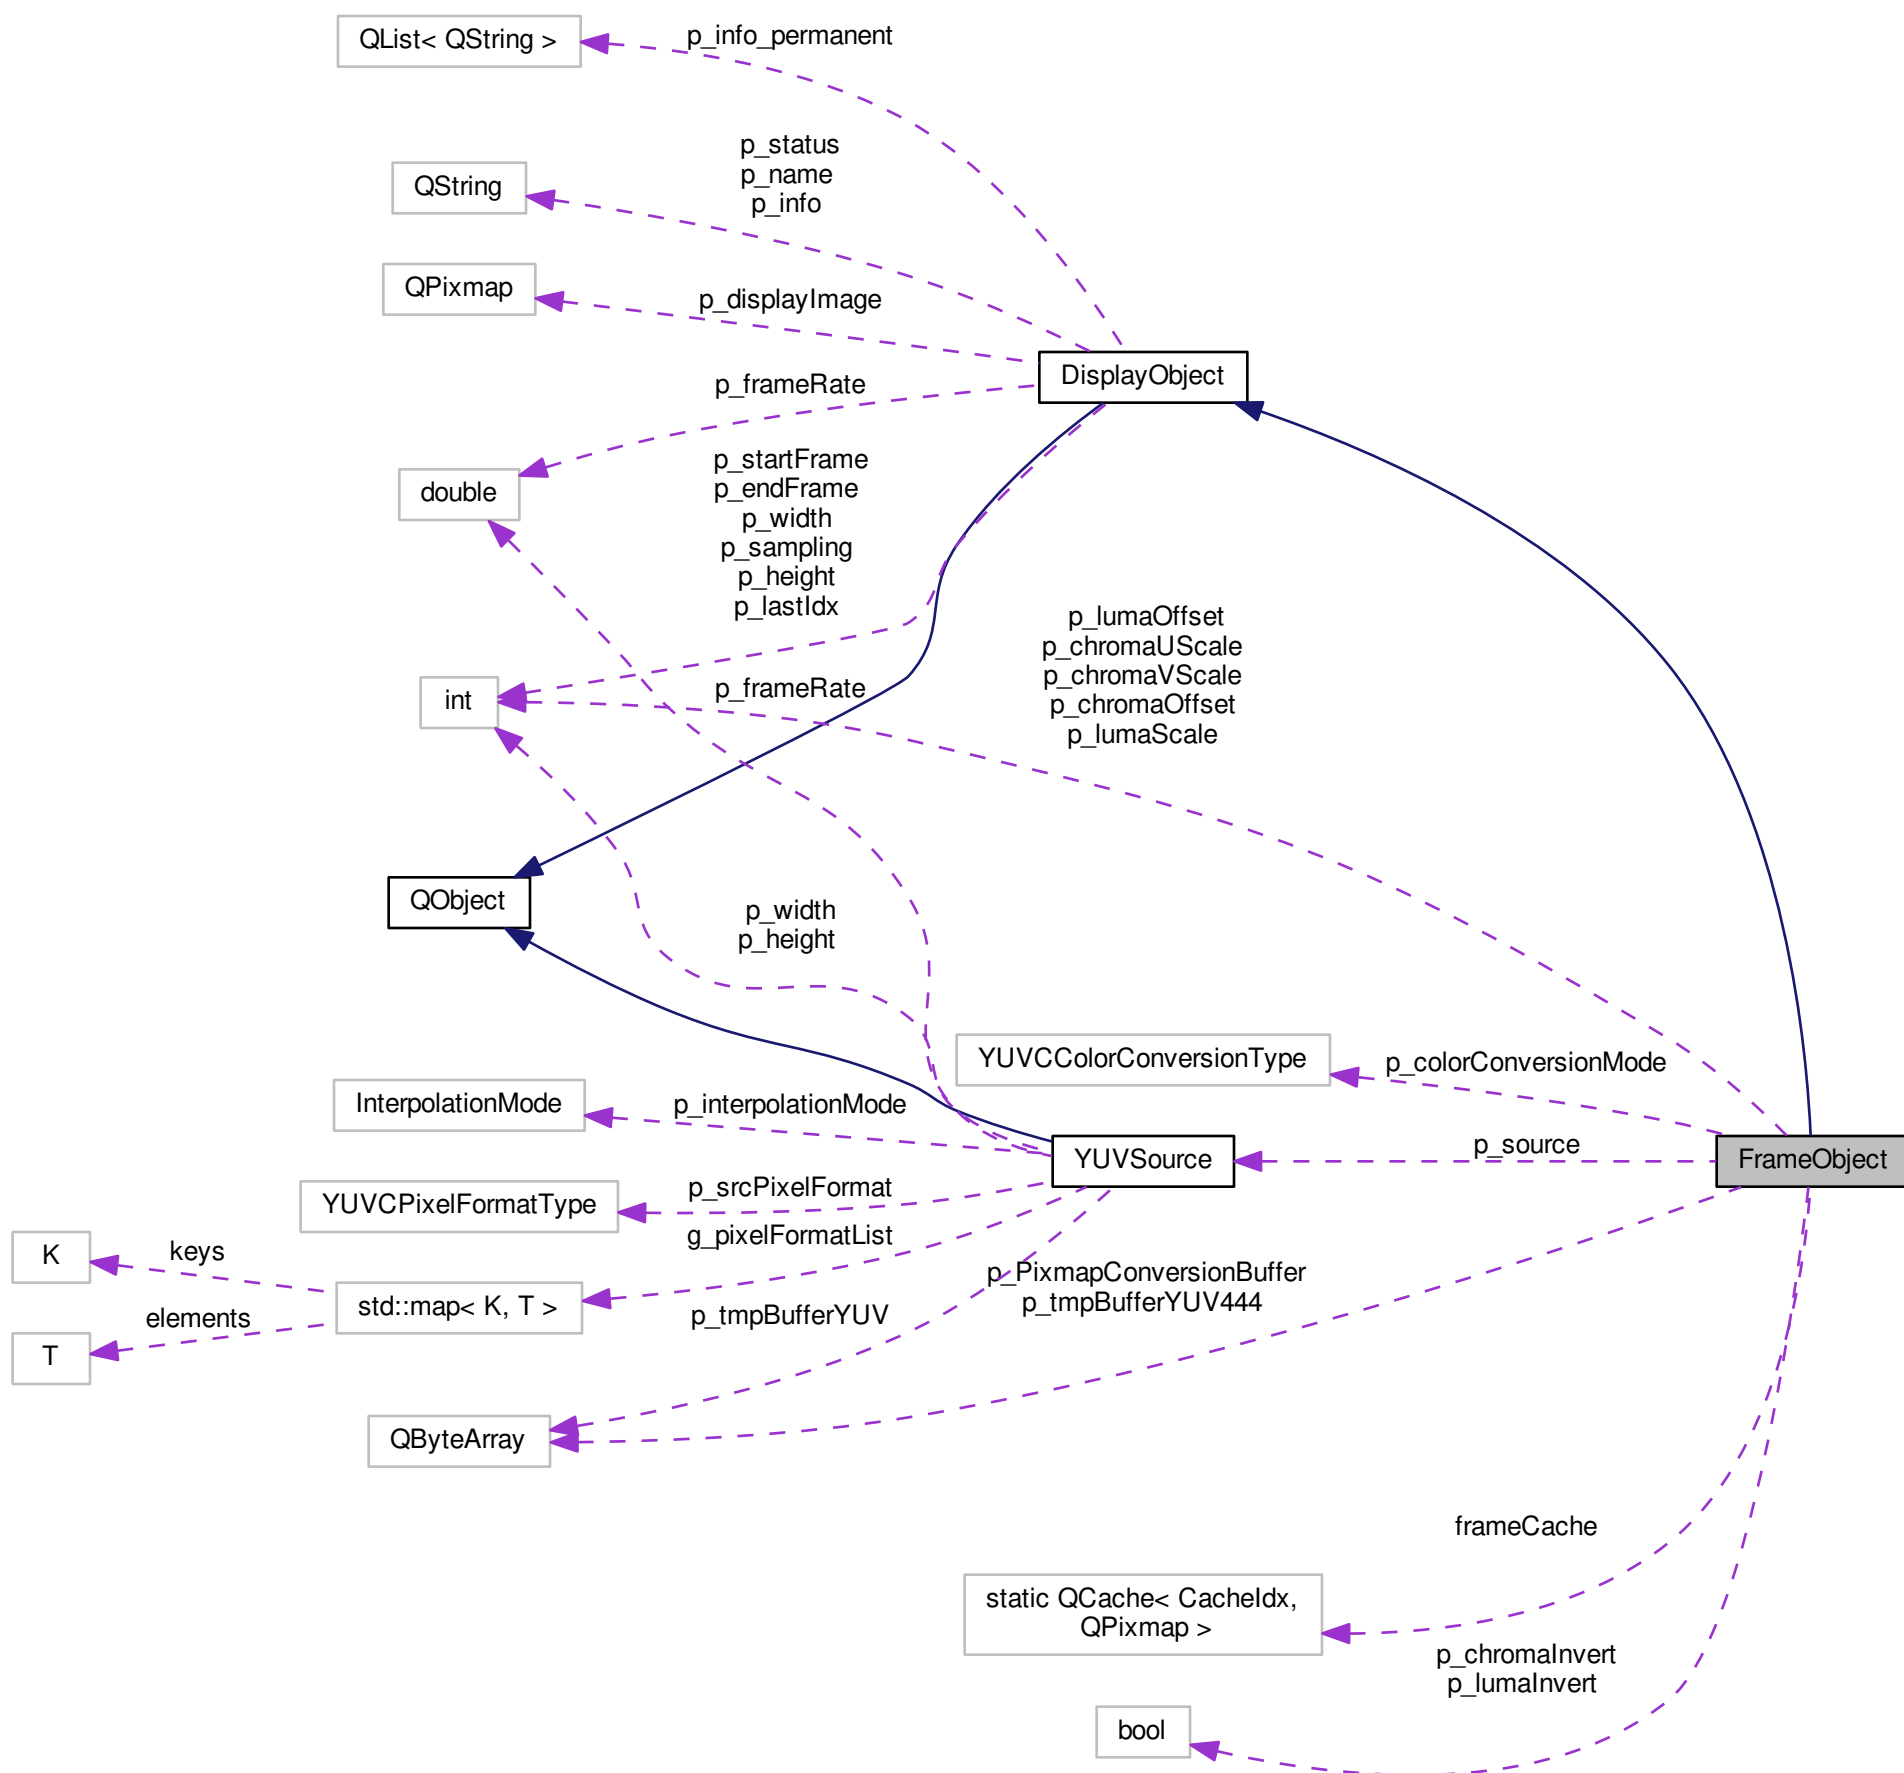 QList< QString >
p_info_permanent
p_status
p_name
p_info
QString
QPixmap
p_displayImage
DisplayObject
p_frameRate
double
p_startFrame
p_endFrame
p_width
p_sampling
p_height
p_lastIdx
p_lumaOffset
p_chromaUScale
p_chromaVScale
p_chromaOffset
p_lumaScale
int
p_frameRate
QObject
p_width
p_height
YUVCColorConversionType
p_colorConversionMode
InterpolationMode
p_interpolationMode
YUVSource
p_source
FrameObject
YUVCPixelFormatType
p_srcPixelFormat
g_pixelFormatList
K
keys
std::map< K, T >
elements
T
p_PixmapConversionBuffer
p_tmpBufferYUV444
p_tmpBufferYUV
QByteArray
frameCache
static QCache< CacheIdx,
QPixmap >
p_chromaInvert
p_lumaInvert
bool